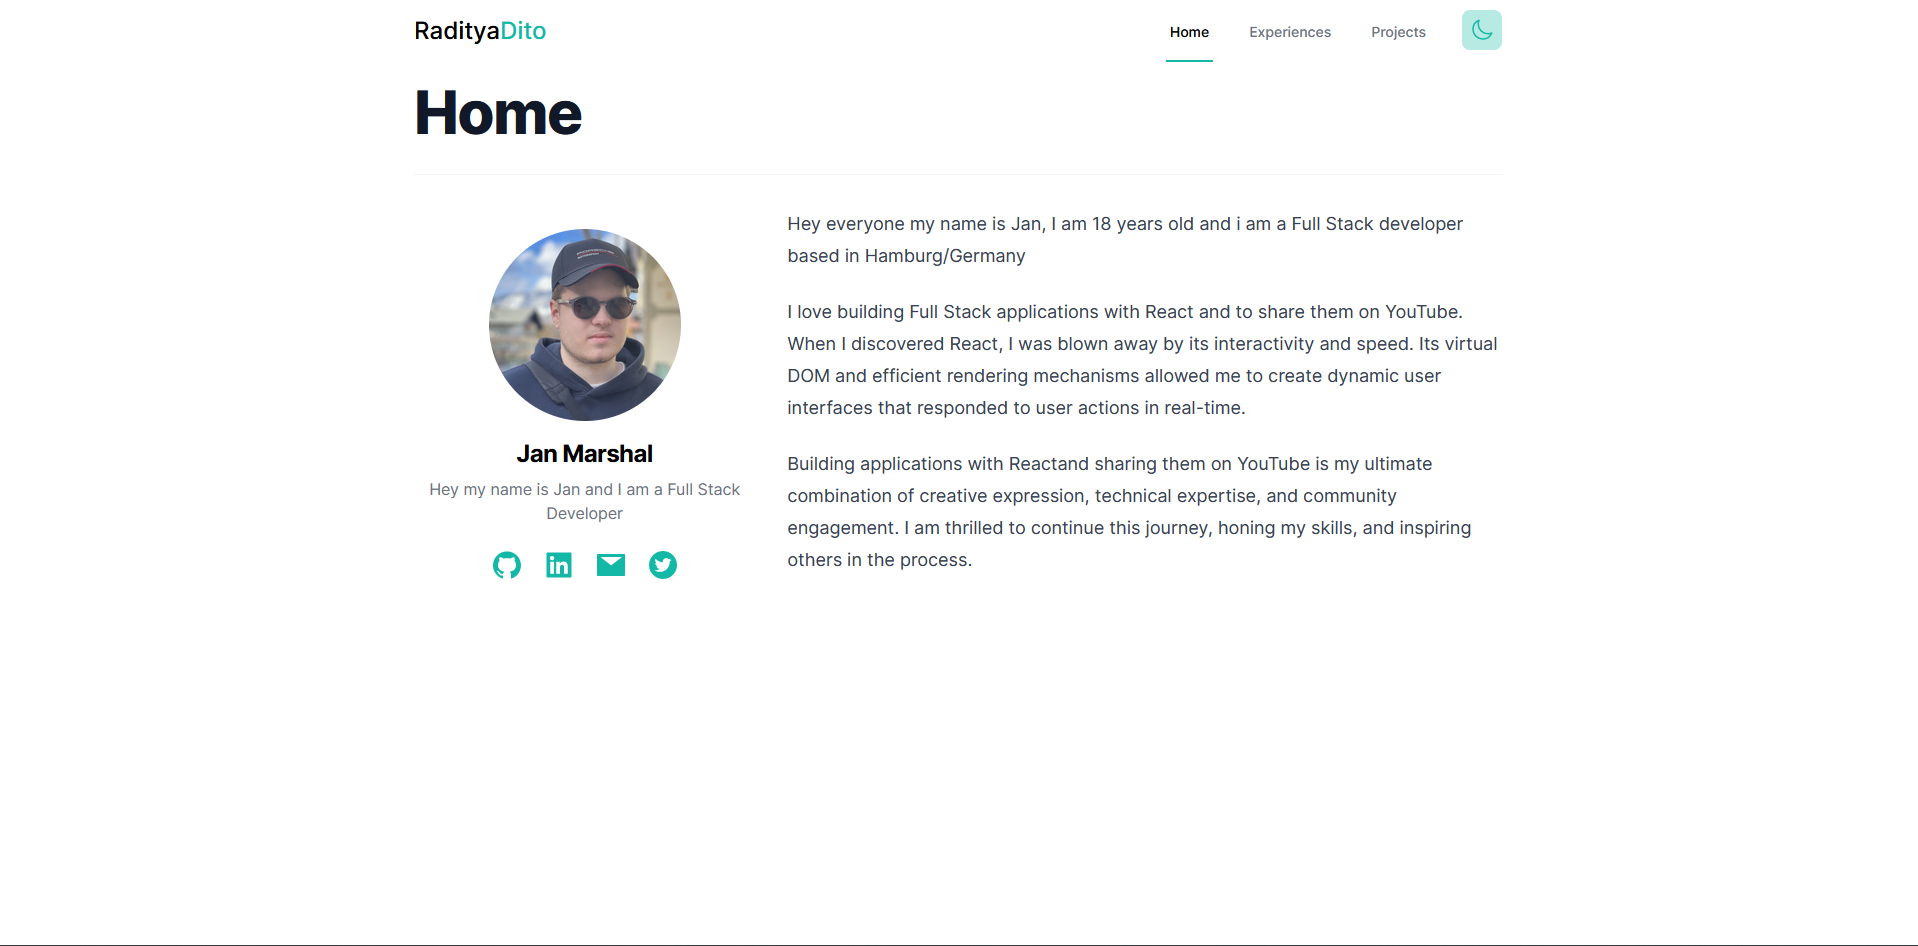 RadityaDito
Home
Experiences
Projects
Home
Jan Marshal
Hey my name is Jan and I am a Full Stack
Developer
Hey everyone my name is Jan, I am 18 years old and i am a Full Stack developer
based in Hamburg/Germany
I love building Full Stack applications with React and to share them on YouTube.
When I discovered React, I was blown away by its interactivity and speed. Its virtual
DOM and efficient rendering mechanisms allowed me to create dynamic user
interfaces that responded to user actions in real-time.
Building applications with Reactand sharing them on YouTube is my ultimate
combination of creative expression, technical expertise, and community
engagement. I am thrilled to continue this journey, honing my skills, and inspiring
others in the process.